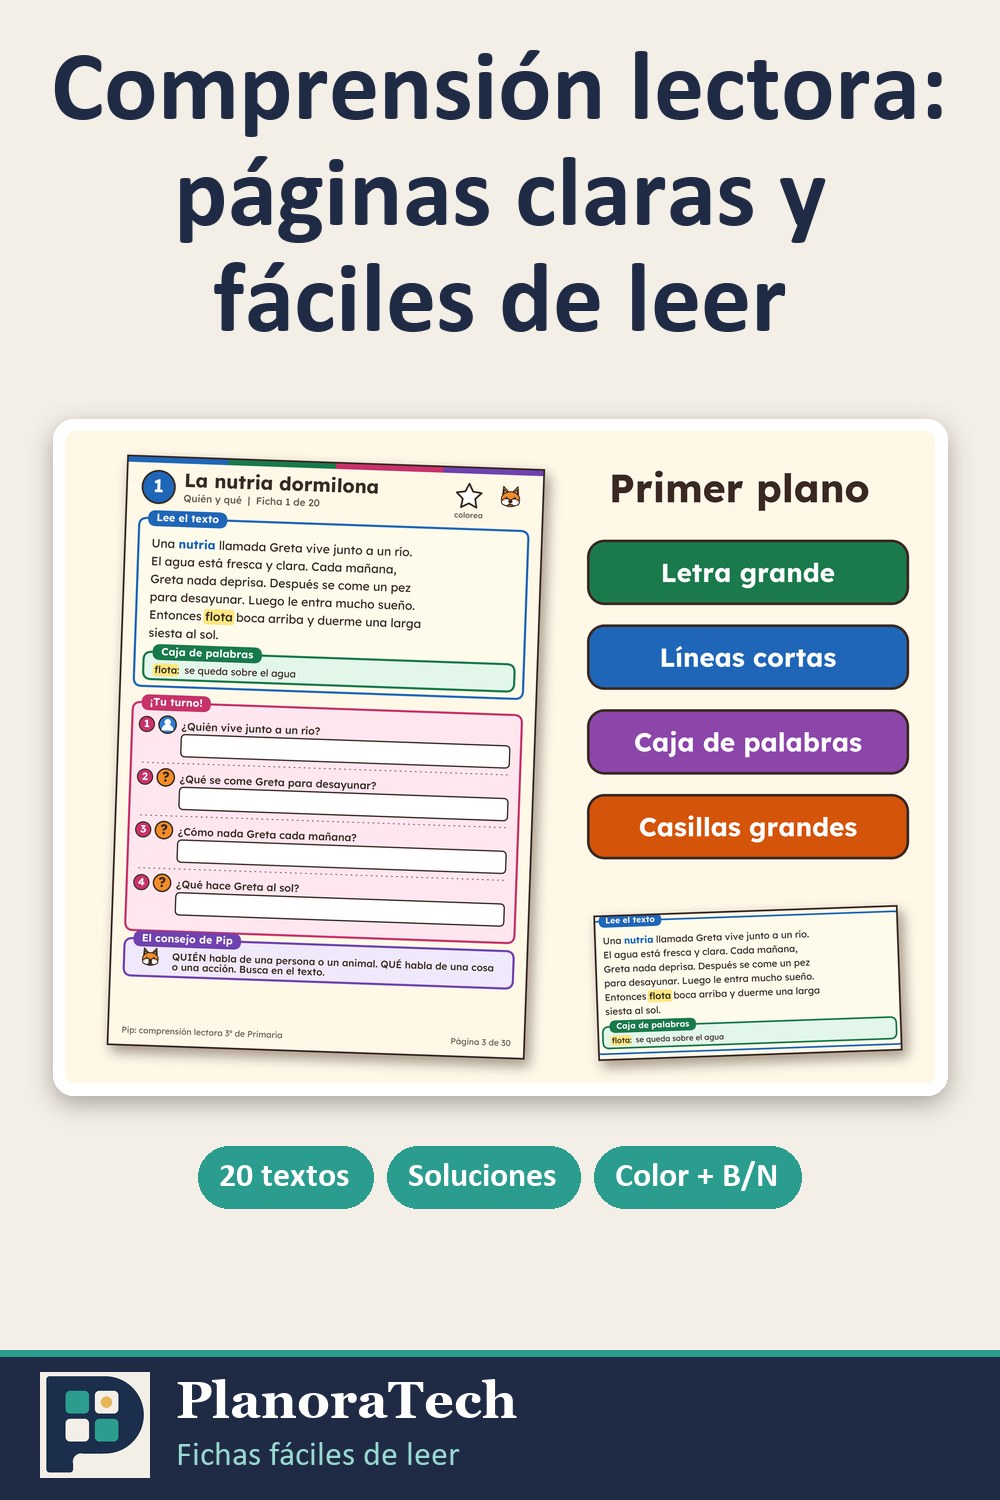 Comprensión lectora:
páginas claras y
fáciles de leer
1
La nutria dormilona
Quién y qué | Ficha 1 de 20
colorea
Lee el texto
Una nutria llamada Greta vive junto a un río.
El agua está fresca y clara. Cada mañana,
Greta nada deprisa. Después se come un pez
para desayunar. Luego le entra mucho sueño.
Entonces flota boca arriba y duerme una larga
siesta al sol.
Caja de palabras
flota: se queda sobre el agua
¡Tu turno!
1 ¿Quién vive junto a un río?
2 ? ¿Qué se come Greta para desayunar?
3 ? ¿Cómo nada Greta cada mañana?
4 ? ¿Qué hace Greta al sol?
El consejo de Pip
QUIÉN habla de una persona o un animal. QUÉ habla de una cosa
o una acción. Busca en el texto.
Pip: comprensión lectora 3º de Primaria
Página 3 de 30
Primer plano
Letra grande
Líneas cortas
Caja de palabras
Casillas grandes
Lee el texto
Una nutria llamada Greta vive junto a un río.
El agua está fresca y clara. Cada mañana,
Greta nada deprisa. Después se come un pez
para desayunar. Luego le entra mucho sueño.
Entonces flota boca arriba y duerme una larga
siesta al sol.
Caja de palabras
flota: se queda sobre el agua
20 textos
Soluciones
Color + B/N
PlanoraTech
Fichas fáciles de leer